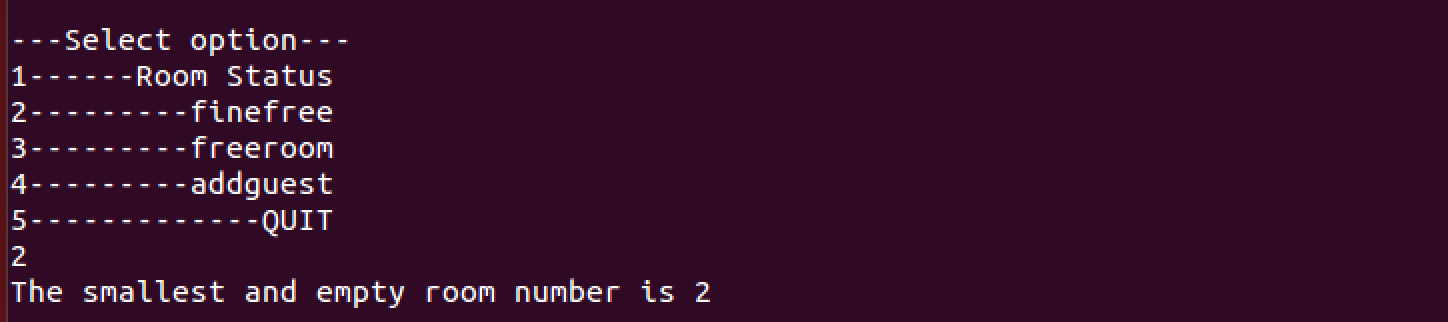 ---Select option---
1------Room Status
2---------finefree
3---------freeroom
4---------addguest
5-------------QUIT
2
The smallest and empty room number is 2